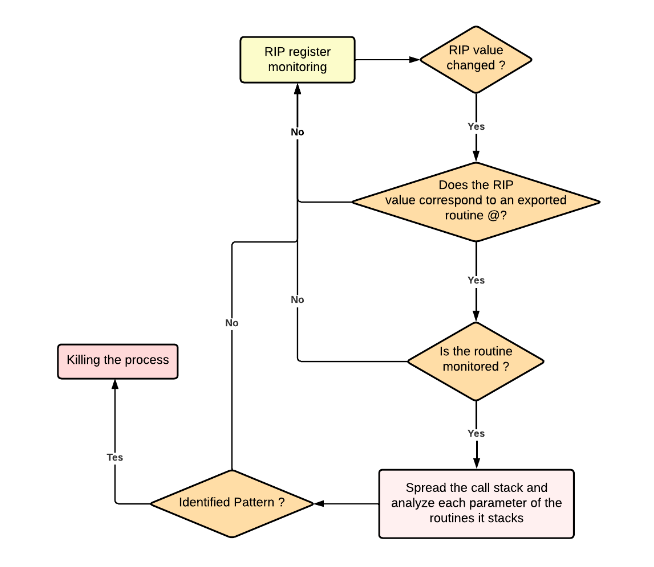 RIP register
monitoring
RIP value
changed ?
Yes
No
Does the RIP
value correspond to an exported
routine @?
Yes
No
No
Is the routine
monitored ?
Killing the process
Yes
Tes
Identified Pattern ?
Spread the call stack and
analyze each parameter of the
routines it stacks